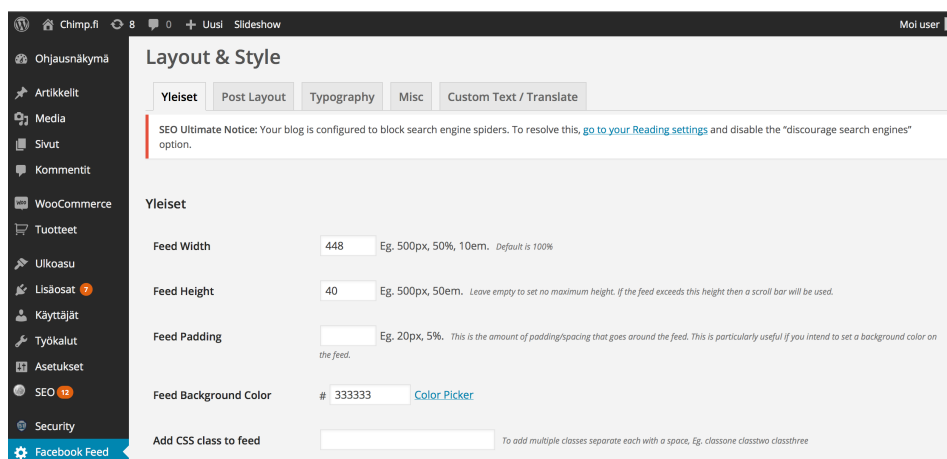 Chimp.fi 8 0 + Uusi Slideshow Moi user
Ohjausnäkymä
Artikkelit
Media
Sivut
Kommentit
WooCommerce
Tuotteet
Ulkoasu
Lisäosat 7
Käyttäjät
Työkalut
Asetukset
SEO 12
Security
Facebook Feed
Layout & Style
Yleiset Post Layout Typography Misc Custom Text / Translate
SEO Ultimate Notice: Your blog is configured to block search engine spiders. To resolve this, go to your Reading settings and disable the “discourage search engines”
option.
Yleiset
Feed Width 448 Eg. 500px, 50%, 10em. Default is 100%
Feed Height 40 Eg. 500px, 50em. Leave empty to set no maximum height. If the feed exceeds this height then a scroll bar will be used.
Feed Padding Eg. 20px, 5%. This is the amount of padding/spacing that goes around the feed. This is particularly useful if you intend to set a background color on
the feed.
Feed Background Color # 333333 Color Picker
Add CSS class to feed To add multiple classes separate each with a space, Eg. classone classtwo classthree